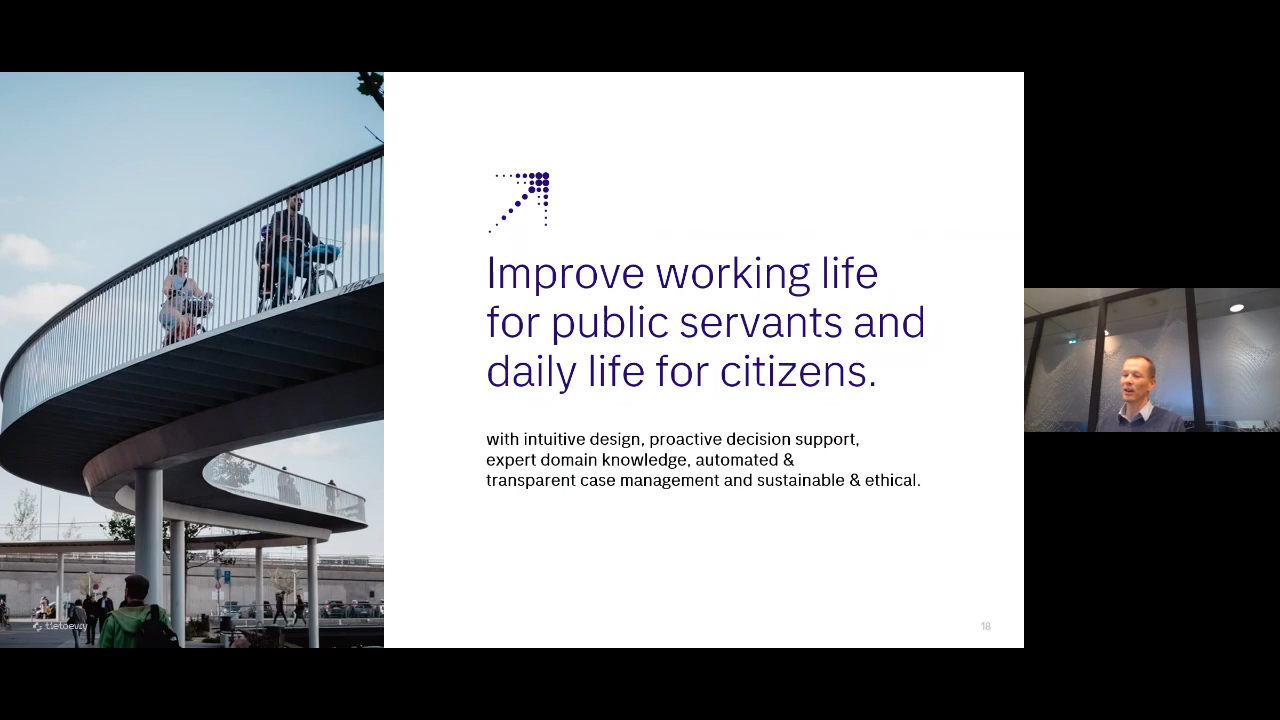 Improve working life
for public servants and
daily life for citizens.
with intuitive design, proactive decision support,
expert domain knowledge, automated &
transparent case management and sustainable & ethical.
tietoevry
18